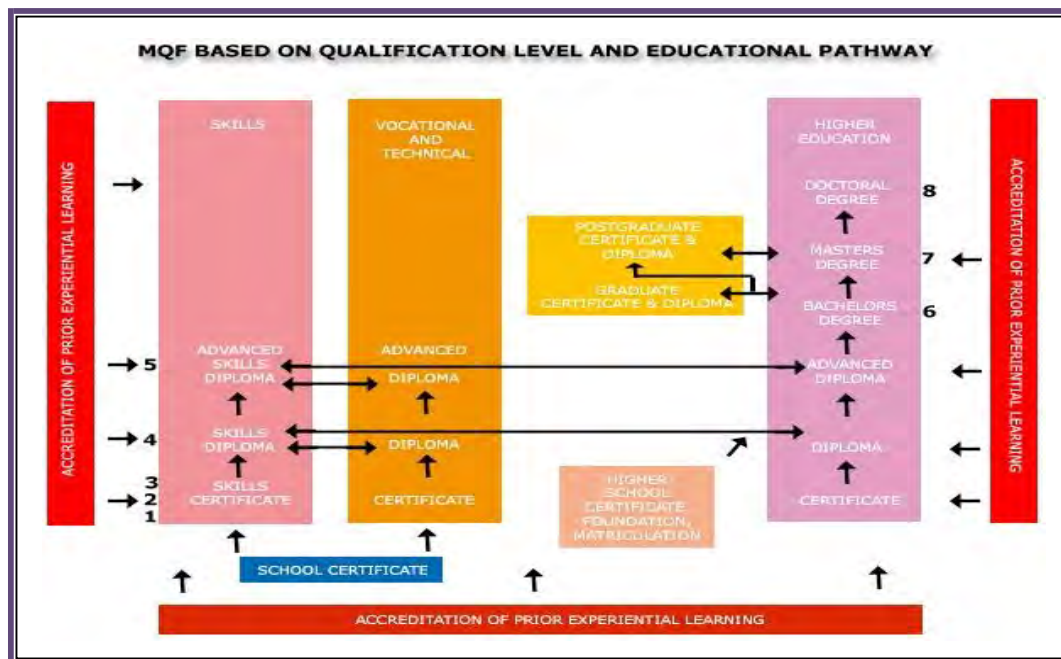 MQF BASED ON QUALIFICATION LEVEL AND EDUCATIONAL PATHWAY
ACCREDITATION OF PRIOR EXPERIENTIAL LEARNING
SKILLS
ADVANCED
SKILLS
DIPLOMA
SKILLS
DIPLOMA
SKILLS
CERTIFICATE
5
4
3
2
1
VOCATIONAL
AND
TECHNICAL
ADVANCED
DIPLOMA
DIPLOMA
CERTIFICATE
POSTGRADUATE
CERTIFICATE &
DIPLOMA
GRADUATE
CERTIFICATE & DIPLOMA
HIGHER
SCHOOL
CERTIFICATE
FOUNDATION,
MATRICULATION
HIGHER
EDUCATION
DOCTORAL
DEGREE
MASTERS
DEGREE
BACHELORS
DEGREE
ADVANCED
DIPLOMA
DIPLOMA
CERTIFICATE
8
7
6
ACCREDITATION OF PRIOR EXPERIENTIAL LEARNING
SCHOOL CERTIFICATE
ACCREDITATION OF PRIOR EXPERIENTIAL LEARNING